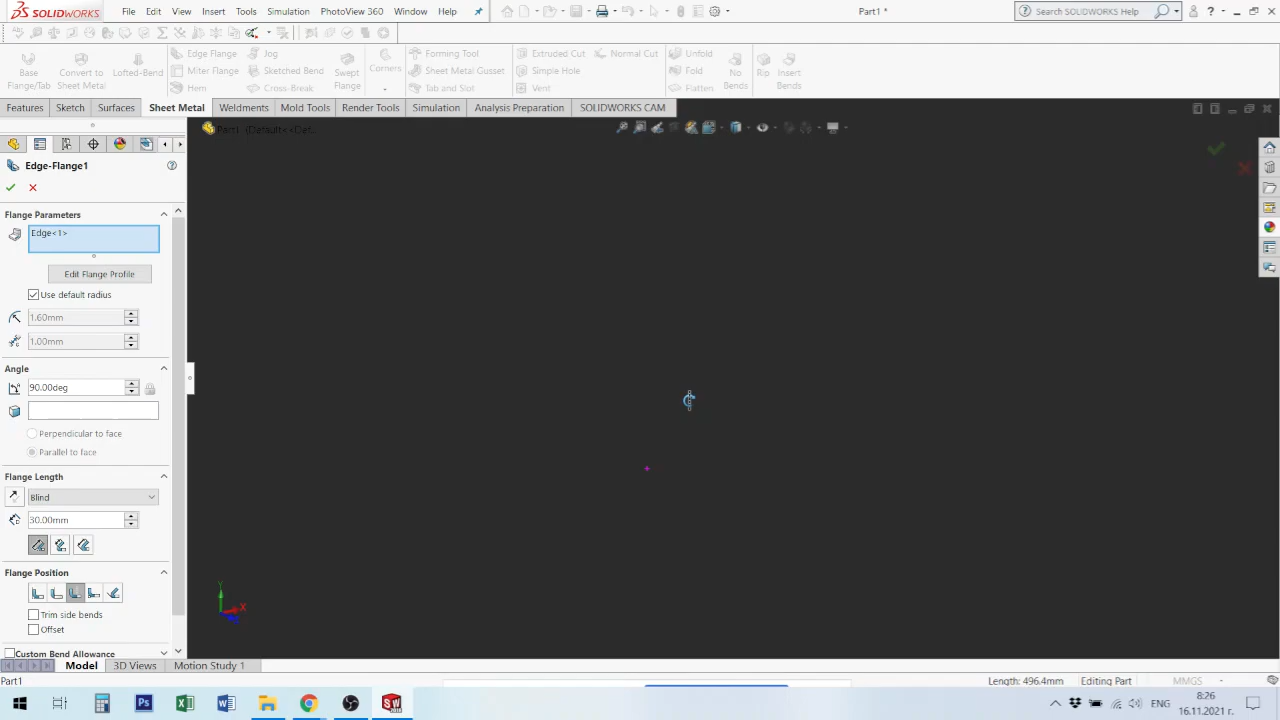 SOLIDWORKS File Edit View Insert Tools Simulation PhotoView 360 Window Help Part1 * Search SOLIDWORKS Help
Base Flange/Tab
Convert to Sheet Metal
Lofted-Bend
Edge Flange
Miter Flange
Hem
Jog
Sketched Bend
Cross-Break
Swept Flange
Corners
Forming Tool
Sheet Metal Gusset
Tab and Slot
Extruded Cut
Simple Hole
Vent
Normal Cut
Unfold
Fold
Flatten
No Bends
Rip
Insert Bends
Features Sketch Surfaces Sheet Metal Weldments Mold Tools Render Tools Simulation Analysis Preparation SOLIDWORKS CAM
Part1 (Default<<Def...
Edge-Flange1
Flange Parameters
Edge<1>
Edit Flange Profile
Use default radius
1.60mm
1.00mm
Angle
90.00deg
Perpendicular to face
Parallel to face
Flange Length
Blind
30.00mm
Flange Position
Trim side bends
Offset
Custom Bend Allowance
Y
X
Model 3D Views Motion Study 1
Part1 Length: 496.4mm Editing Part MMGS
ENG
8:26
16.11.2021 г.